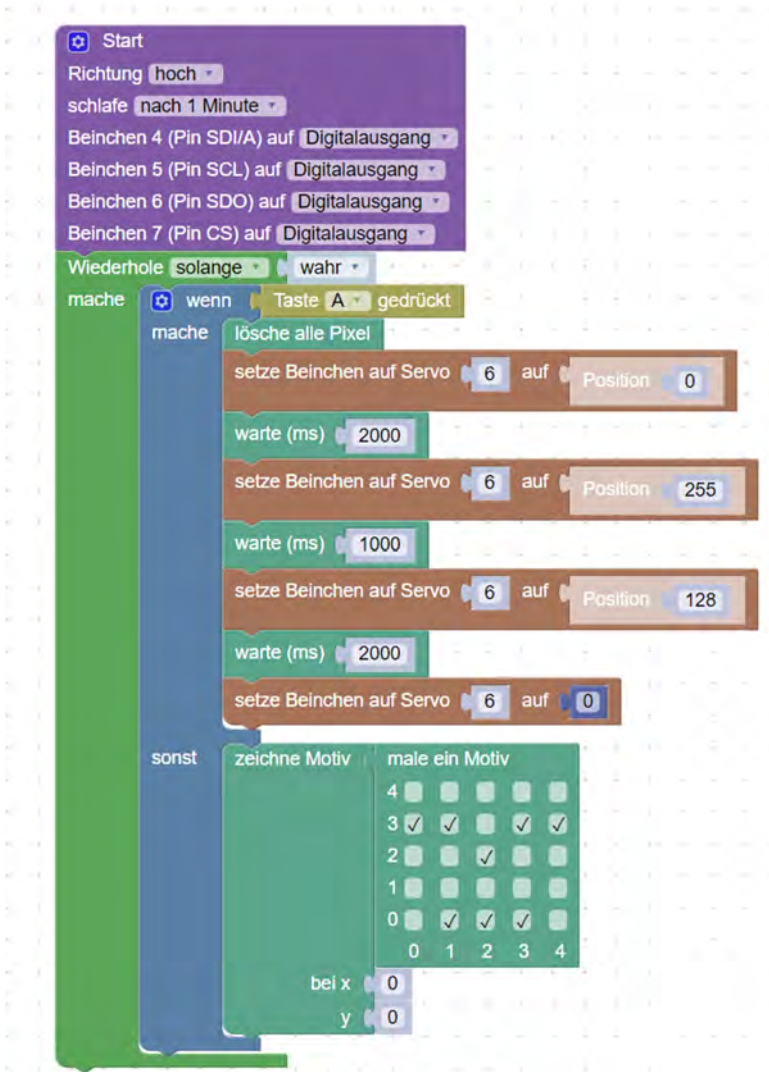 Start
Richtung hoch
schlafe nach 1 Minute
Beinchen 4 (Pin SDI/A) auf Digitalausgang
Beinchen 5 (Pin SCL) auf Digitalausgang
Beinchen 6 (Pin SDO) auf Digitalausgang
Beinchen 7 (Pin CS) auf Digitalausgang
Wiederhole solange wahr
mache wenn Taste A gedrückt
mache lösche alle Pixel
setze Beinchen auf Servo 6 auf Position 0
warte (ms) 2000
setze Beinchen auf Servo 6 auf Position 255
warte (ms) 1000
setze Beinchen auf Servo 6 auf Position 128
warte (ms) 2000
setze Beinchen auf Servo 6 auf 0
sonst zeichne Motiv male ein Motiv
4
3 ✓ ✓ ✓ ✓
2 ✓
1
0 ✓ ✓ ✓
0 1 2 3 4
bei x 0
y 0